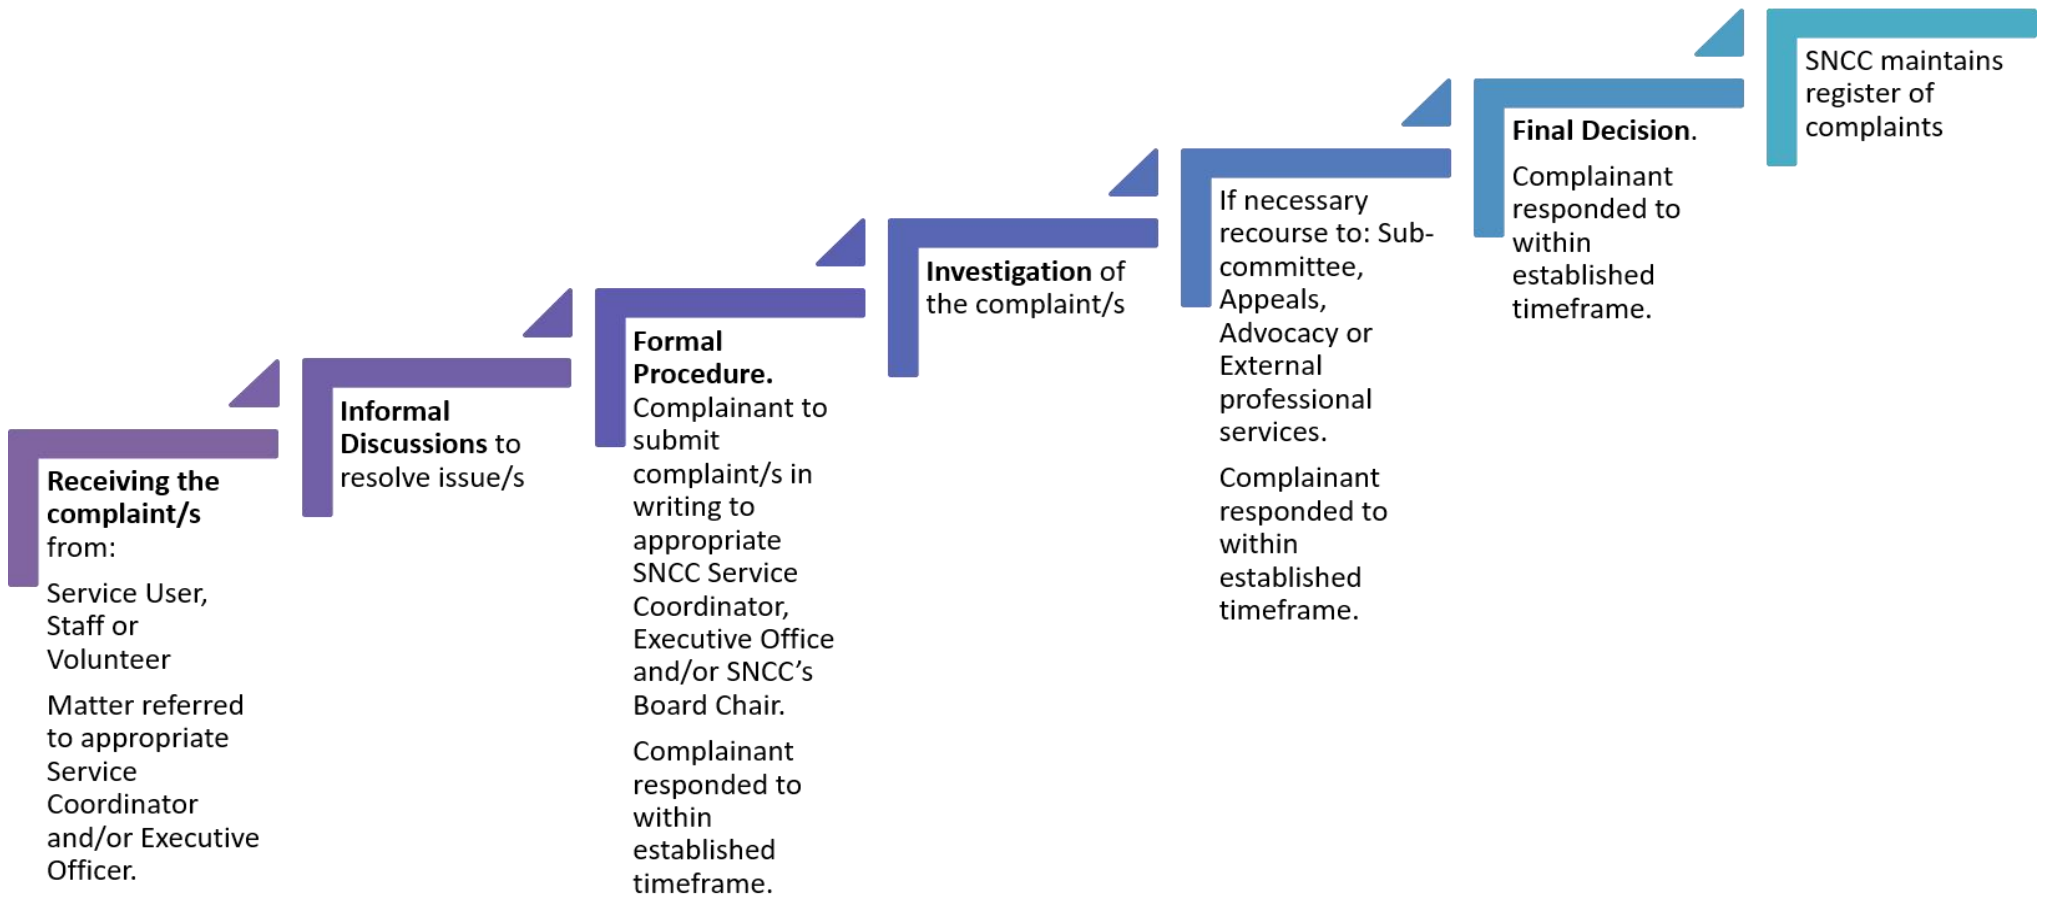 Receiving the
complaint/s
from:
Service User,
Staff or
Volunteer
Matter referred
to appropriate
Service
Coordinator
and/or Executive
Officer.
Informal
Discussions to
resolve issue/s
Formal
Procedure.
Complainant to
submit
complaint/s in
writing to
appropriate
SNCC Service
Coordinator,
Executive Office
and/or SNCC’s
Board Chair.
Complainant
responded to
within
established
timeframe.
Investigation of
the complaint/s
If necessary
recourse to: Sub-
committee,
Appeals,
Advocacy or
External
professional
services.
Complainant
responded to
within
established
timeframe.
Final Decision.
Complainant
responded to
within
established
timeframe.
SNCC maintains
register of
complaints